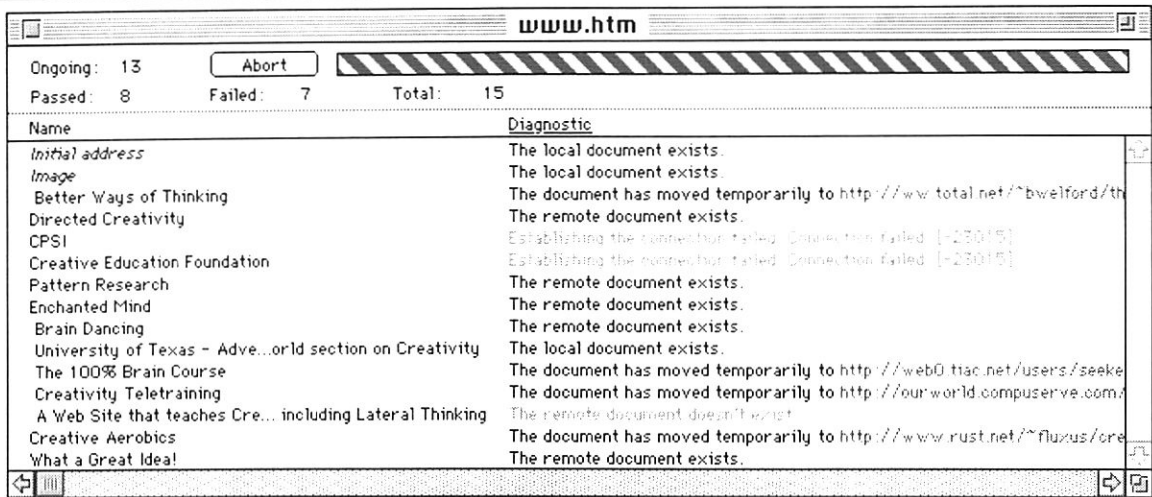 www.htm
Ongoing: 13 Abort
Passed: 8 Failed: 7 Total: 15
Name Diagnostic
Initial address The local document exists.
Image The local document exists.
Better Ways of Thinking The document has moved temporarily to http://www.total.net/~bwelford/th
Directed Creativity The remote document exists.
CPSI Establishing the connection failed. Connection failed. [-23015]
Creative Education Foundation Establishing the connection failed. Connection failed. [-23015]
Pattern Research The remote document exists.
Enchanted Mind The remote document exists.
Brain Dancing The remote document exists.
University of Texas - Adve...orld section on Creativity The local document exists.
The 100% Brain Course The document has moved temporarily to http://web0.tiac.net/users/seeke
Creativity Teletraining The document has moved temporarily to http://ourworld.compuserve.com/
A Web Site that teaches Cre... including Lateral Thinking The remote document doesn't exist.
Creative Aerobics The document has moved temporarily to http://www.rust.net/~fluxus/cre
What a Great Idea! The remote document exists.